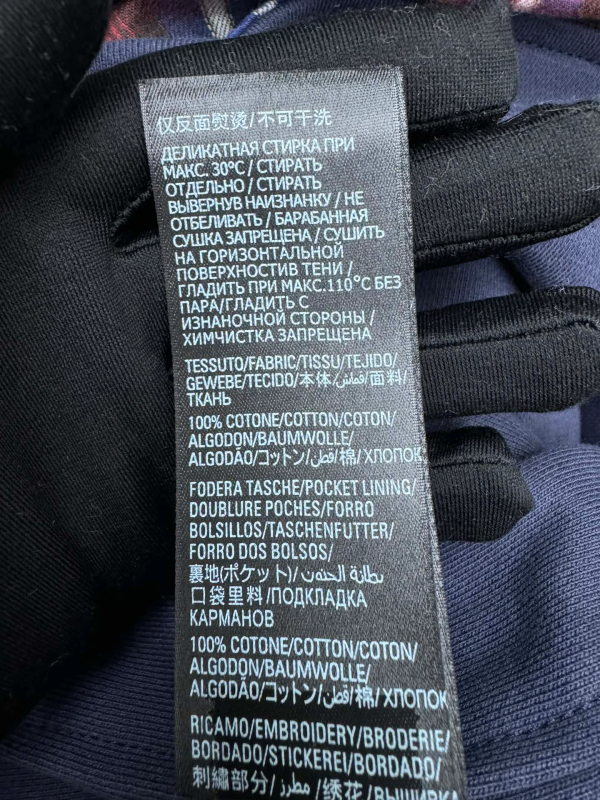 仅反面熨烫/不可干洗
ДЕЛИКАТНАЯ СТИРКА ПРИ
МАКС. 30°C / СТИРАТЬ
ОТДЕЛЬНО / СТИРАТЬ
ВЫВЕРНУВ НАИЗНАНКУ / НЕ
ОТБЕЛИВАТЬ / БАРАБАННАЯ
СУШКА ЗАПРЕЩЕНА / СУШИТЬ
НА ГОРИЗОНТАЛЬНОЙ
ПОВЕРХНОСТИВ ТЕНИ /
ГЛАДИТЬ ПРИ МАКС.110°C БЕЗ
ПАРА/ГЛАДИТЬ С
ИЗНАНОЧНОЙ СТОРОНЫ /
ХИМЧИСТКА ЗАПРЕЩЕНА
TESSUTO/FABRIC/TISSU/TEJIDO/
GEWEBE/TECIDO/本体/قماش/面料/
ТКАНЬ
100% COTONE/COTTON/COTON/
ALGODON/BAUMWOLLE/
ALGODÃO/コットン/قطن/棉/ХЛОПОК
FODERA TASCHE/POCKET LINING/
DOUBLURE POCHES/FORRO
BOLSILLOS/TASCHENFUTTER/
FORRO DOS BOLSOS/
裏地(ポケット)/بطانة الجيوب/
口袋里料/ПОДКЛАДКА
КАРМАНОВ
100% COTONE/COTTON/COTON/
ALGODON/BAUMWOLLE/
ALGODÃO/コットン/قطن/棉/ХЛОПОК
RICAMO/EMBROIDERY/BRODERIE/
BORDADO/STICKEREI/BORDADO/
刺繍部分/مطرز/绣花/ВЫШИВКА